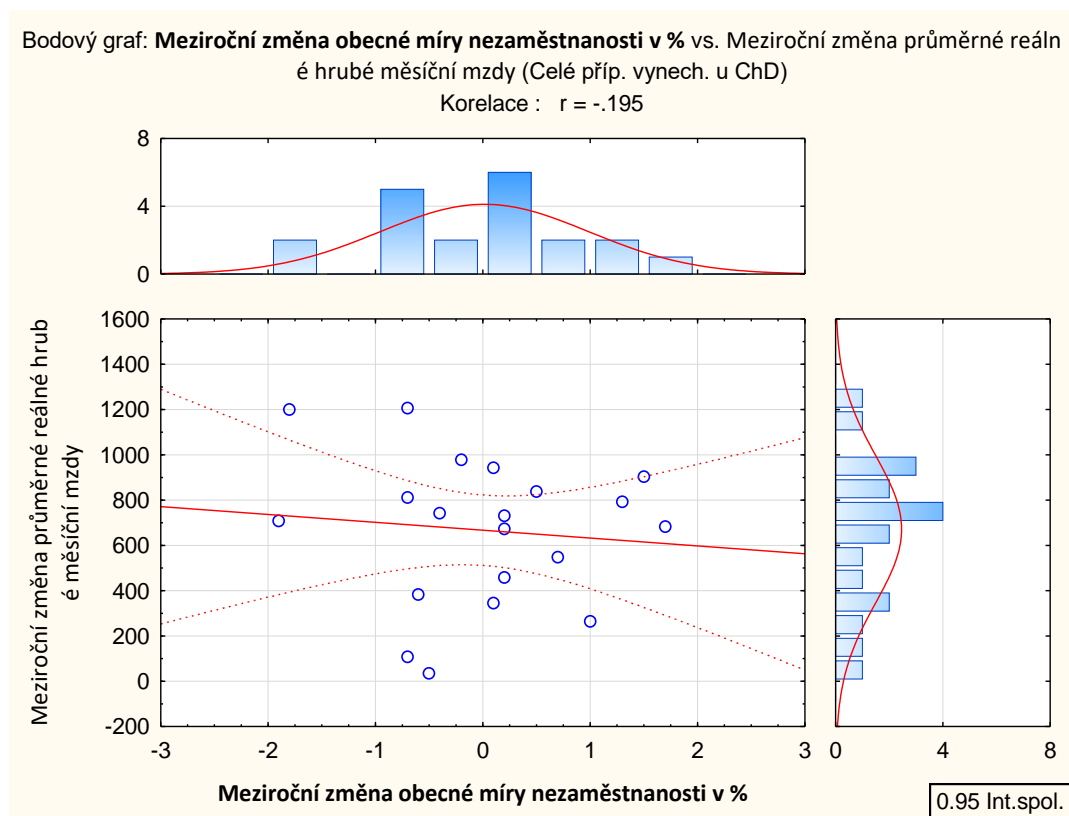 Bodový graf: Meziroční změna obecné míry nezaměstnanosti v % vs. Meziroční změna průměrné reáln
é hrubé měsíční mzdy (Celé příp. vynech. u ChD)
Korelace : r = -.195
8
4
0
Meziroční změna průměrné reálné hrub
é měsíční mzdy
1600
1400
1200
1000
800
600
400
200
0
-200
-3 -2 -1 0 1 2 3
0 4 8
Meziroční změna obecné míry nezaměstnanosti v %
0.95 Int.spol.